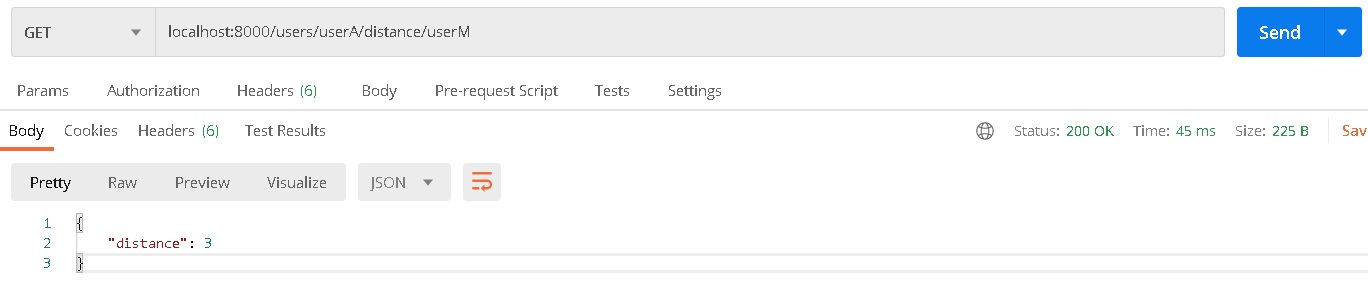 GET localhost:8000/users/userA/distance/userM Send
Params Authorization Headers (6) Body Pre-request Script Tests Settings
Body Cookies Headers (6) Test Results Status: 200 OK Time: 45 ms Size: 225 B Sav
Pretty Raw Preview Visualize JSON
1 {
2 "distance": 3
3 }